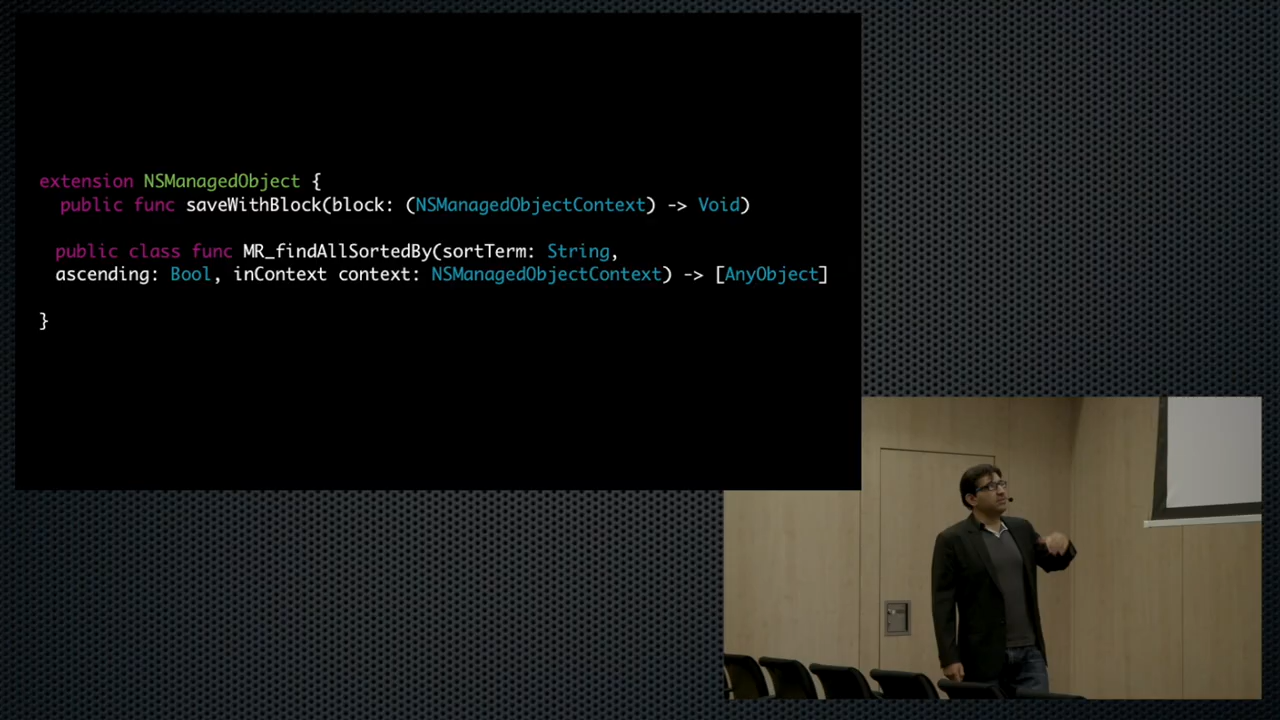 extension NSManagedObject {
public func saveWithBlock(block: (NSManagedObjectContext) -> Void)
public class func MR_findAllSortedBy(sortTerm: String,
ascending: Bool, inContext context: NSManagedObjectContext) -> [AnyObject]
}